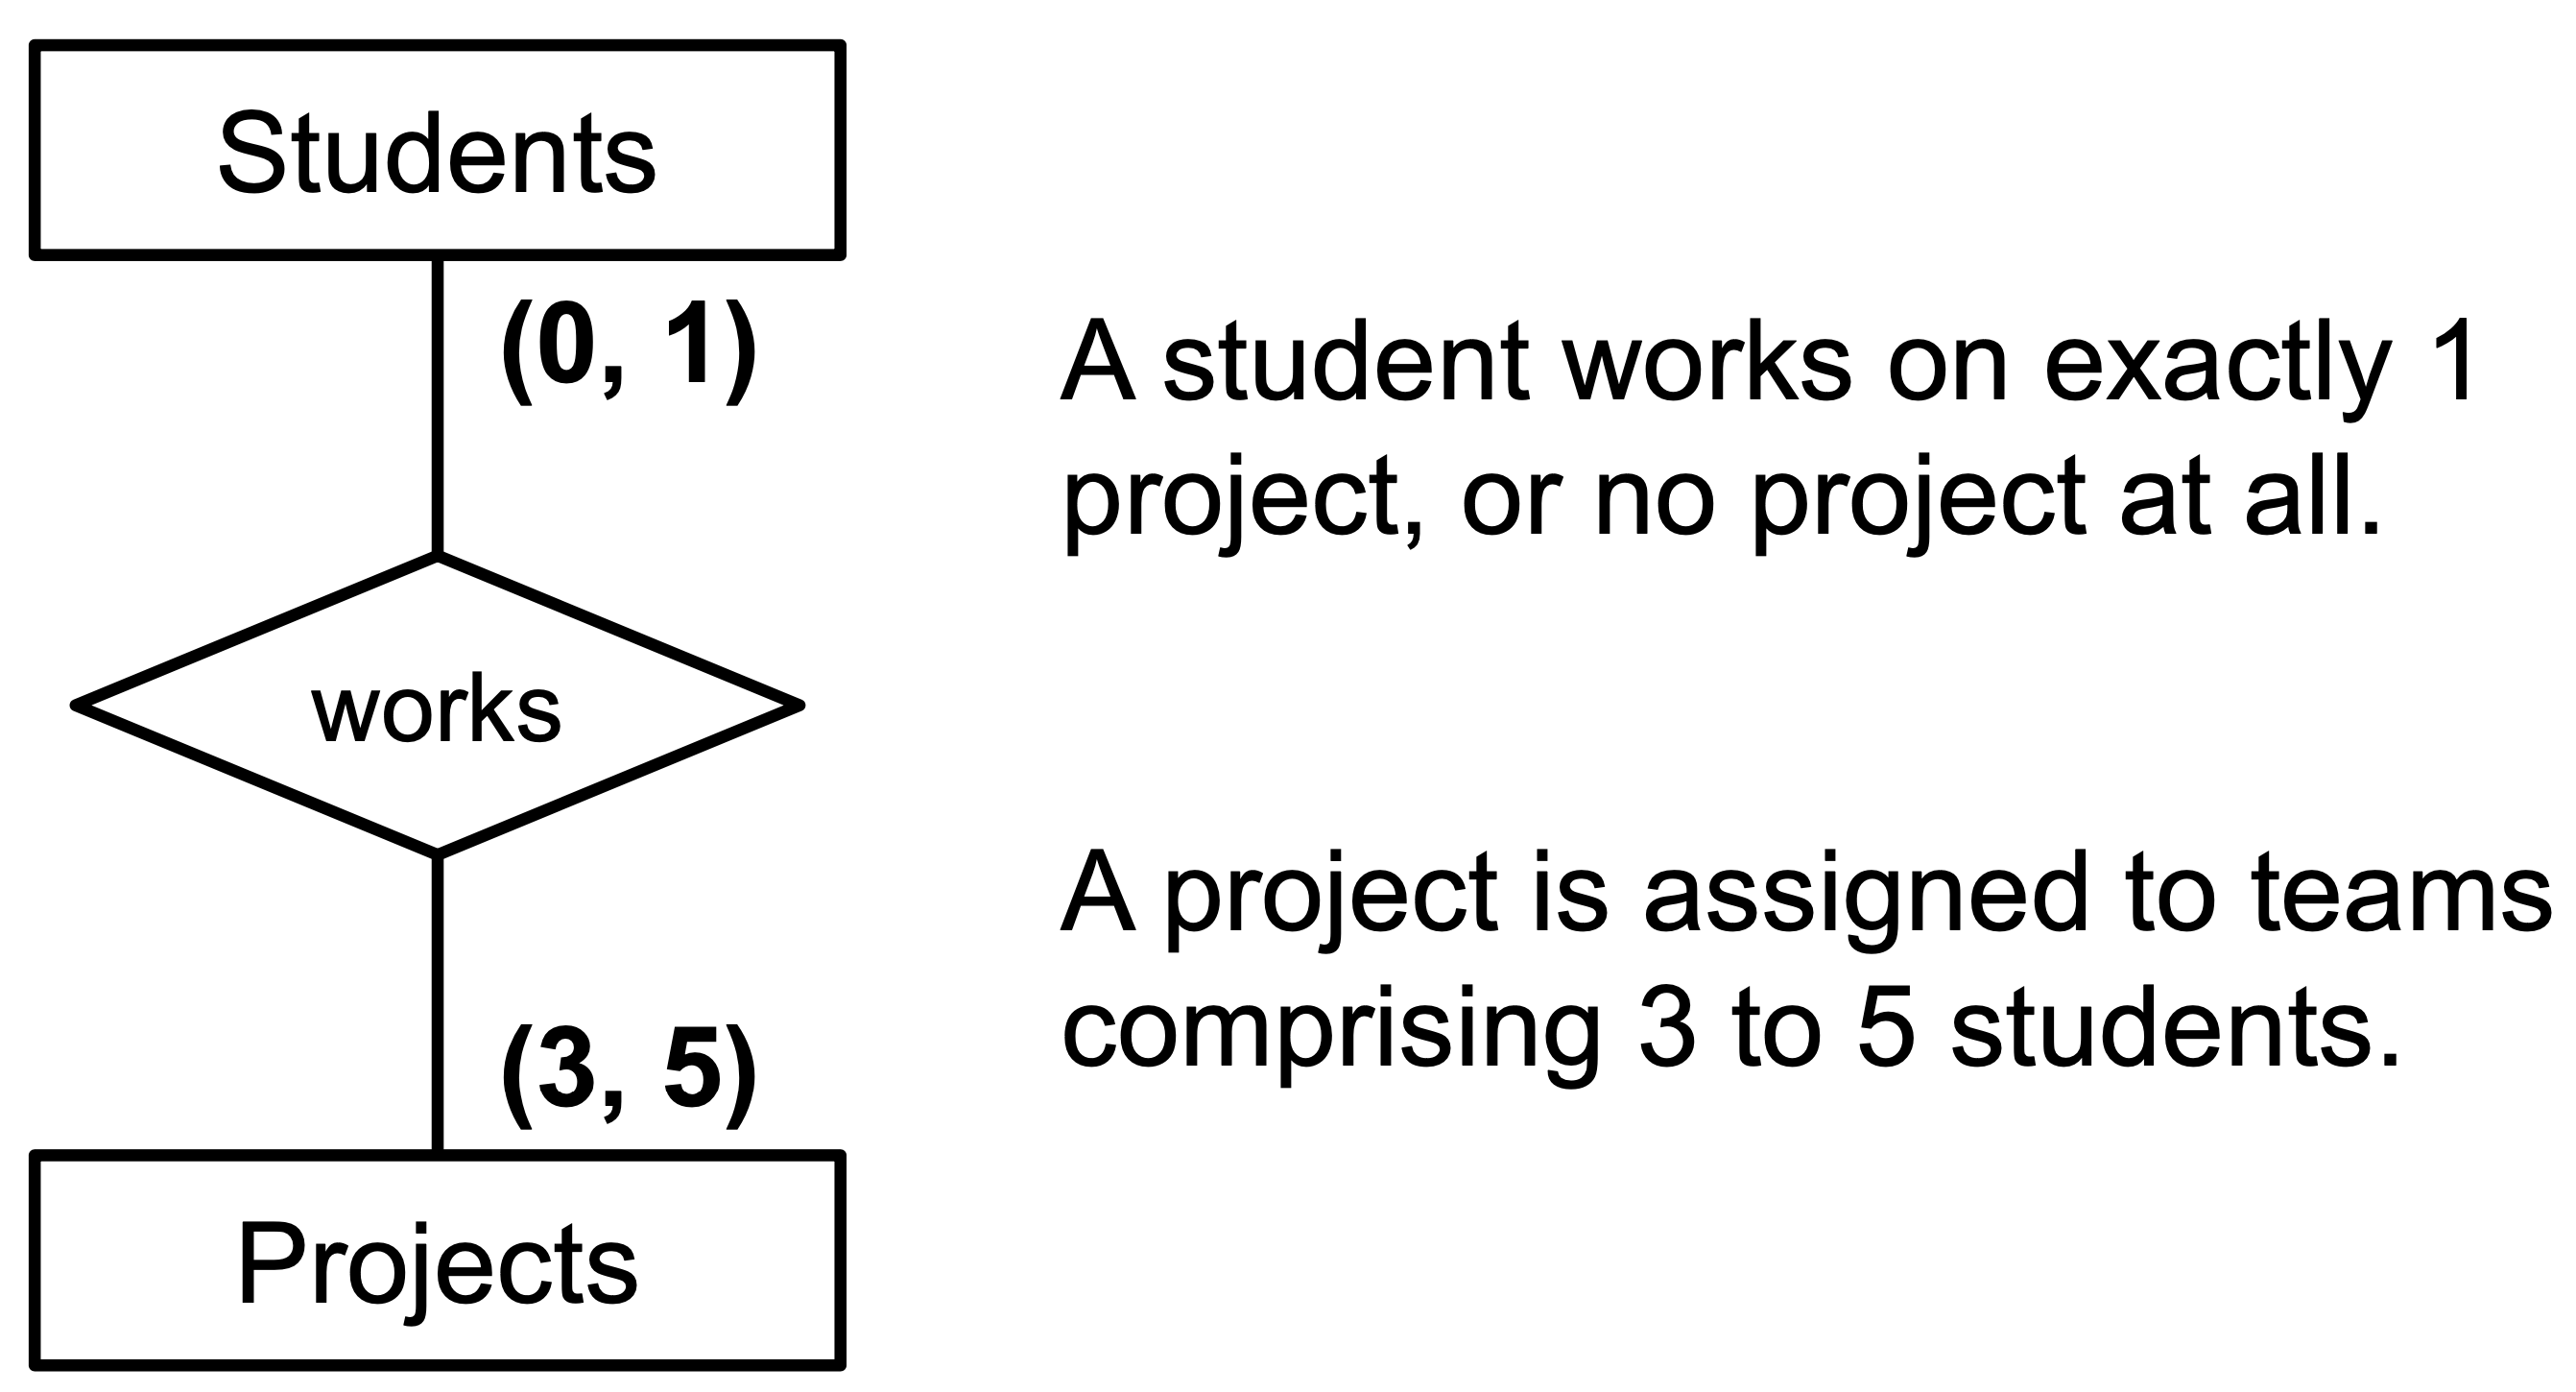 Students
(0, 1)
A student works on exactly 1
project, or no project at all.
works
A project is assigned to teams
comprising 3 to 5 students.
(3, 5)
Projects